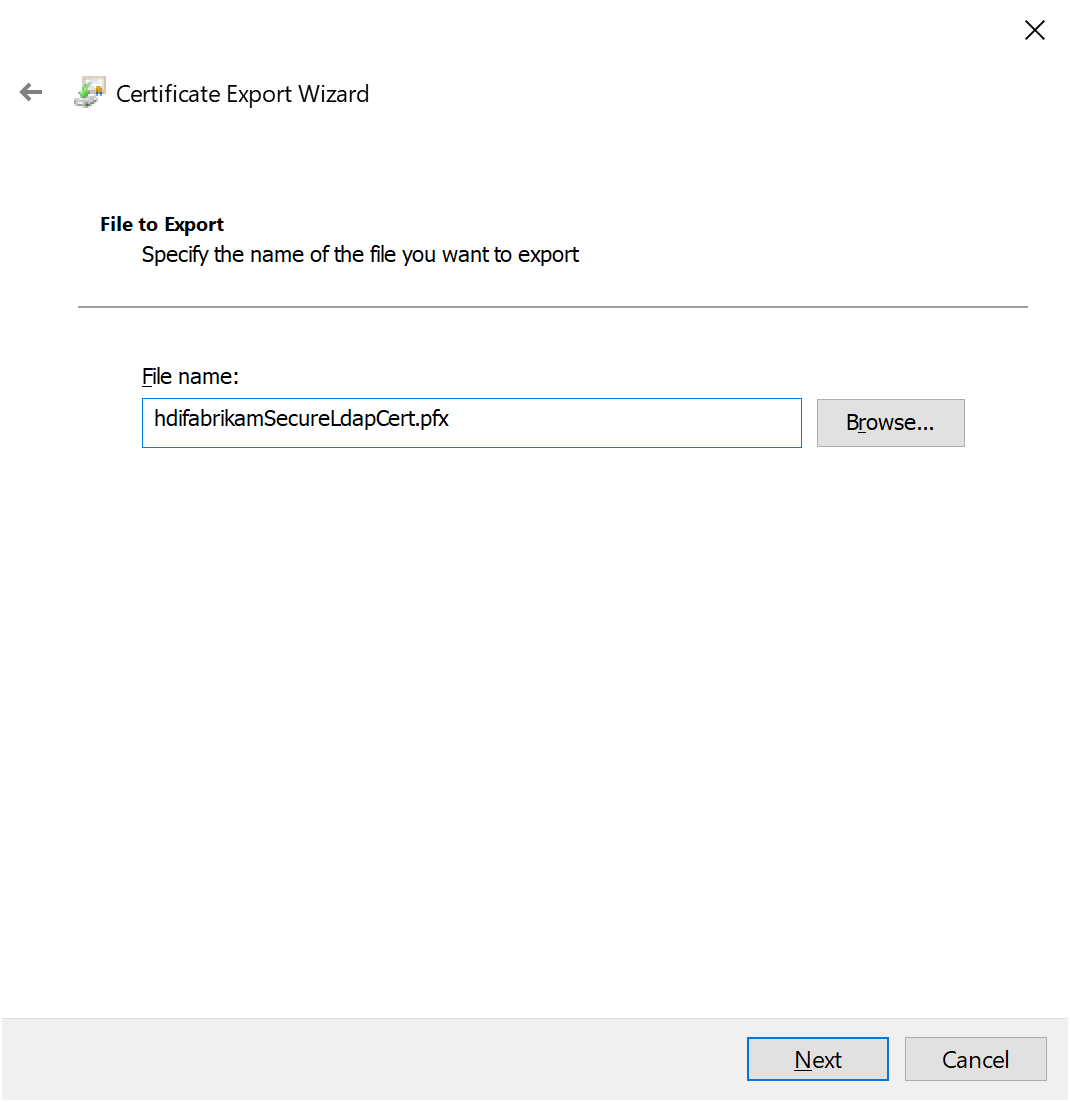 Certificate Export Wizard
File to Export
Specify the name of the file you want to export
File name:
hdifabrikamSecureLdapCert.pfx
Browse...
Next
Cancel